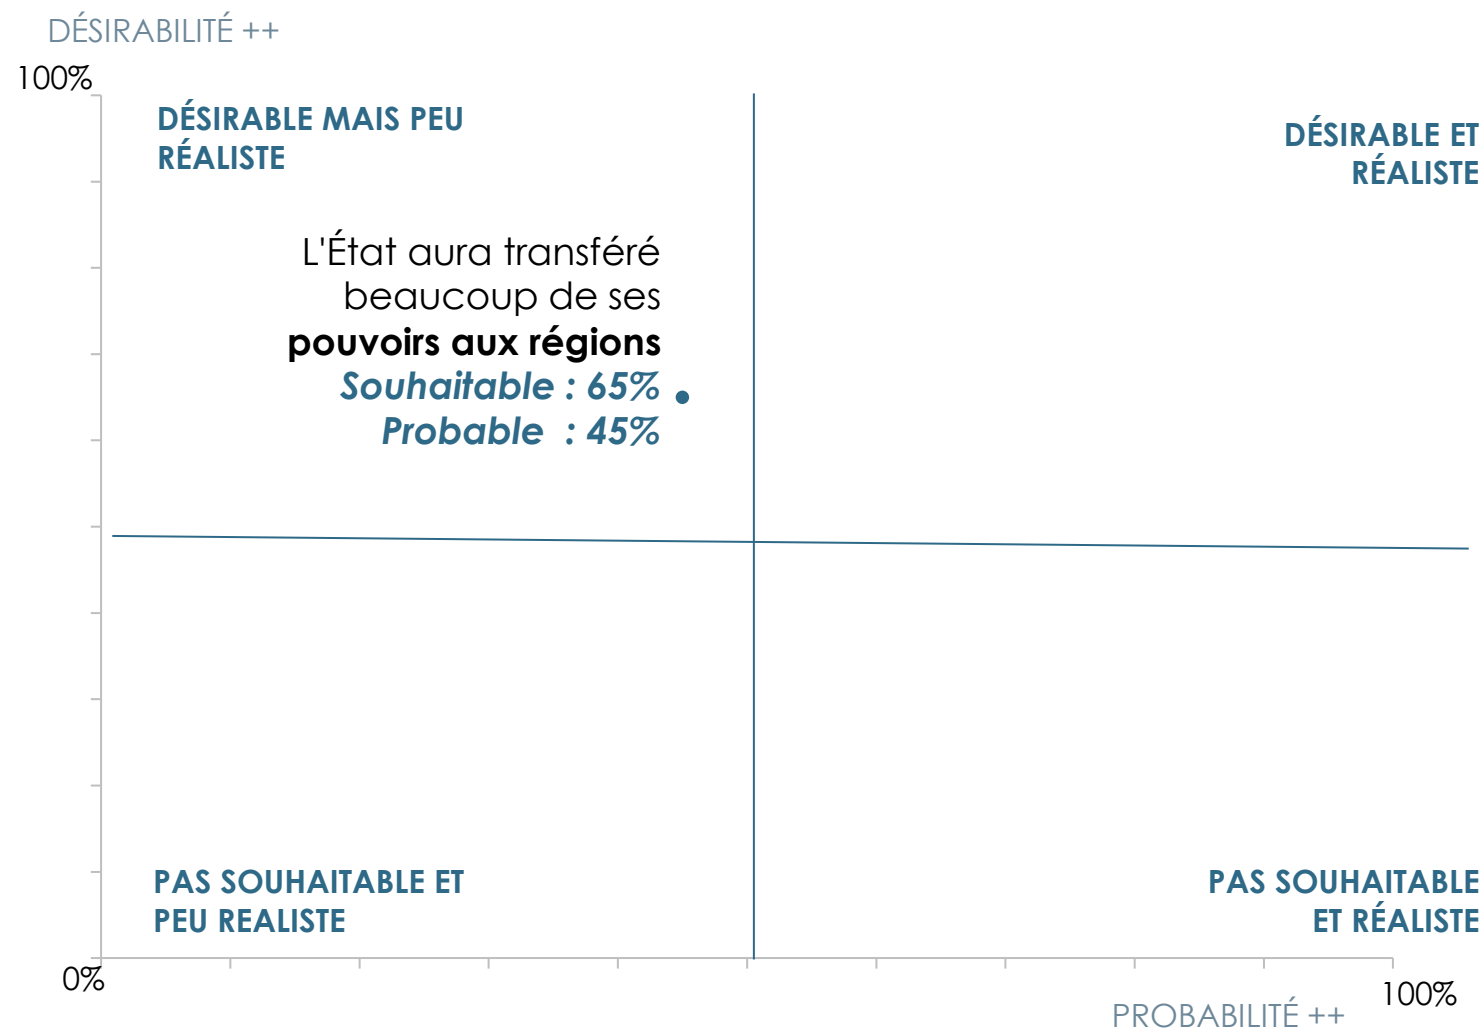 DÉSIRABILITÉ ++
100%
DÉSIRABLE MAIS PEU
RÉALISTE
DÉSIRABLE ET
RÉALISTE
L'État aura transféré
beaucoup de ses
pouvoirs aux régions
Souhaitable : 65%
Probable : 45%
PAS SOUHAITABLE ET
PEU REALISTE
PAS SOUHAITABLE
ET RÉALISTE
0%
100%
PROBABILITÉ ++